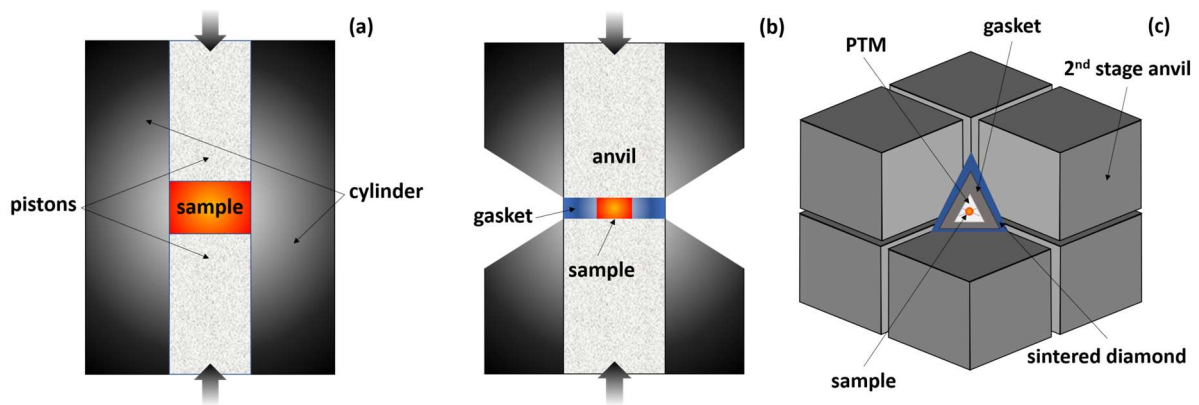 (a)
pistons
sample
cylinder
(b)
anvil
gasket
sample
(c)
gasket
PTM
2nd stage anvil
sintered diamond
sample